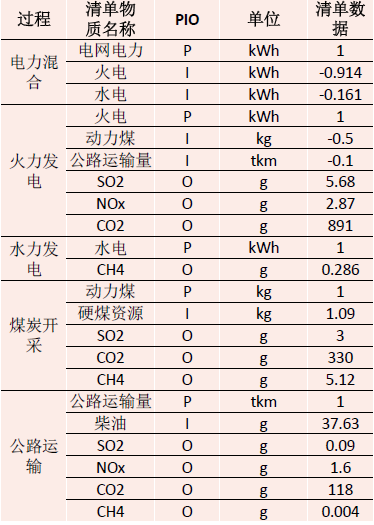 过程 清单物质名称 PIO 单位 清单数据
电力混合 电网电力 P kWh 1
火电 I kWh -0.914
水电 I kWh -0.161
火力发电 火电 P kWh 1
动力煤 I kg -0.5
公路运输量 I tkm -0.1
SO2 O g 5.68
NOx O g 2.87
CO2 O g 891
水力发电 水电 P kWh 1
CH4 O g 0.286
煤炭开采 动力煤 P kg 1
硬煤资源 I kg 1.09
SO2 O g 3
CO2 O g 330
CH4 O g 5.12
公路运输 公路运输量 P tkm 1
柴油 I g 37.63
SO2 O g 0.09
NOx O g 1.6
CO2 O g 118
CH4 O g 0.004